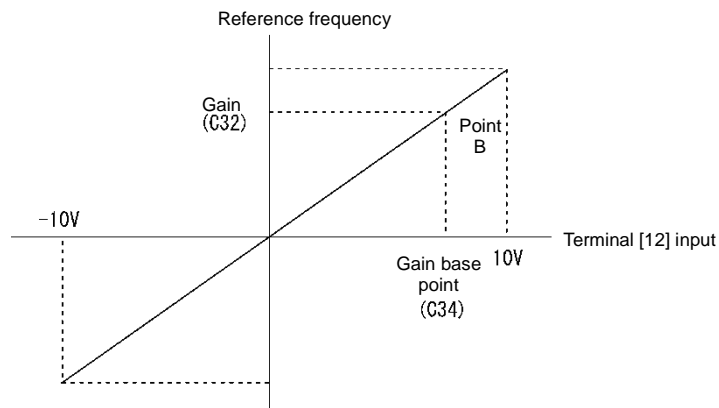 Reference frequency
Gain
(C32)
Point
B
-10V
Terminal [12] input
Gain base
point
(C34)
10V